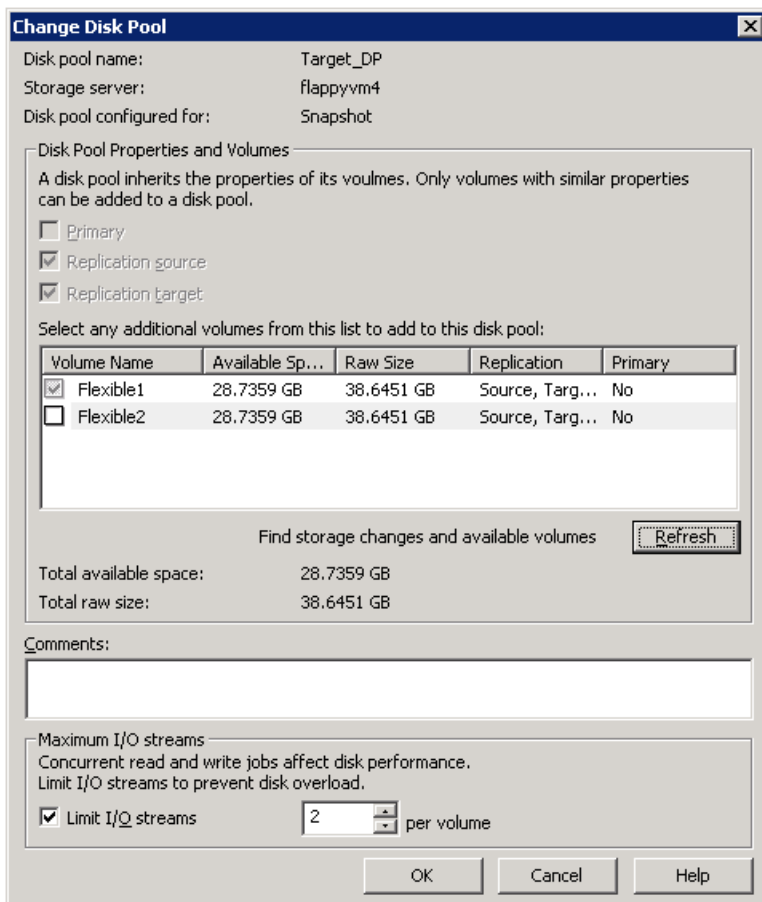 Change Disk Pool
Disk pool name: Target_DP
Storage server: flappyvm4
Disk pool configured for: Snapshot
Disk Pool Properties and Volumes
A disk pool inherits the properties of its voulmes. Only volumes with similar properties
can be added to a disk pool.
Primary
Replication source
Replication target
Select any additional volumes from this list to add to this disk pool:
Volume Name Available Sp... Raw Size Replication Primary
Flexible1 28.7359 GB 38.6451 GB Source, Targ... No
Flexible2 28.7359 GB 38.6451 GB Source, Targ... No
Find storage changes and available volumes Refresh
Total available space: 28.7359 GB
Total raw size: 38.6451 GB
Comments:
Maximum I/O streams
Concurrent read and write jobs affect disk performance.
Limit I/O streams to prevent disk overload.
Limit I/O streams 2 per volume
OK Cancel Help